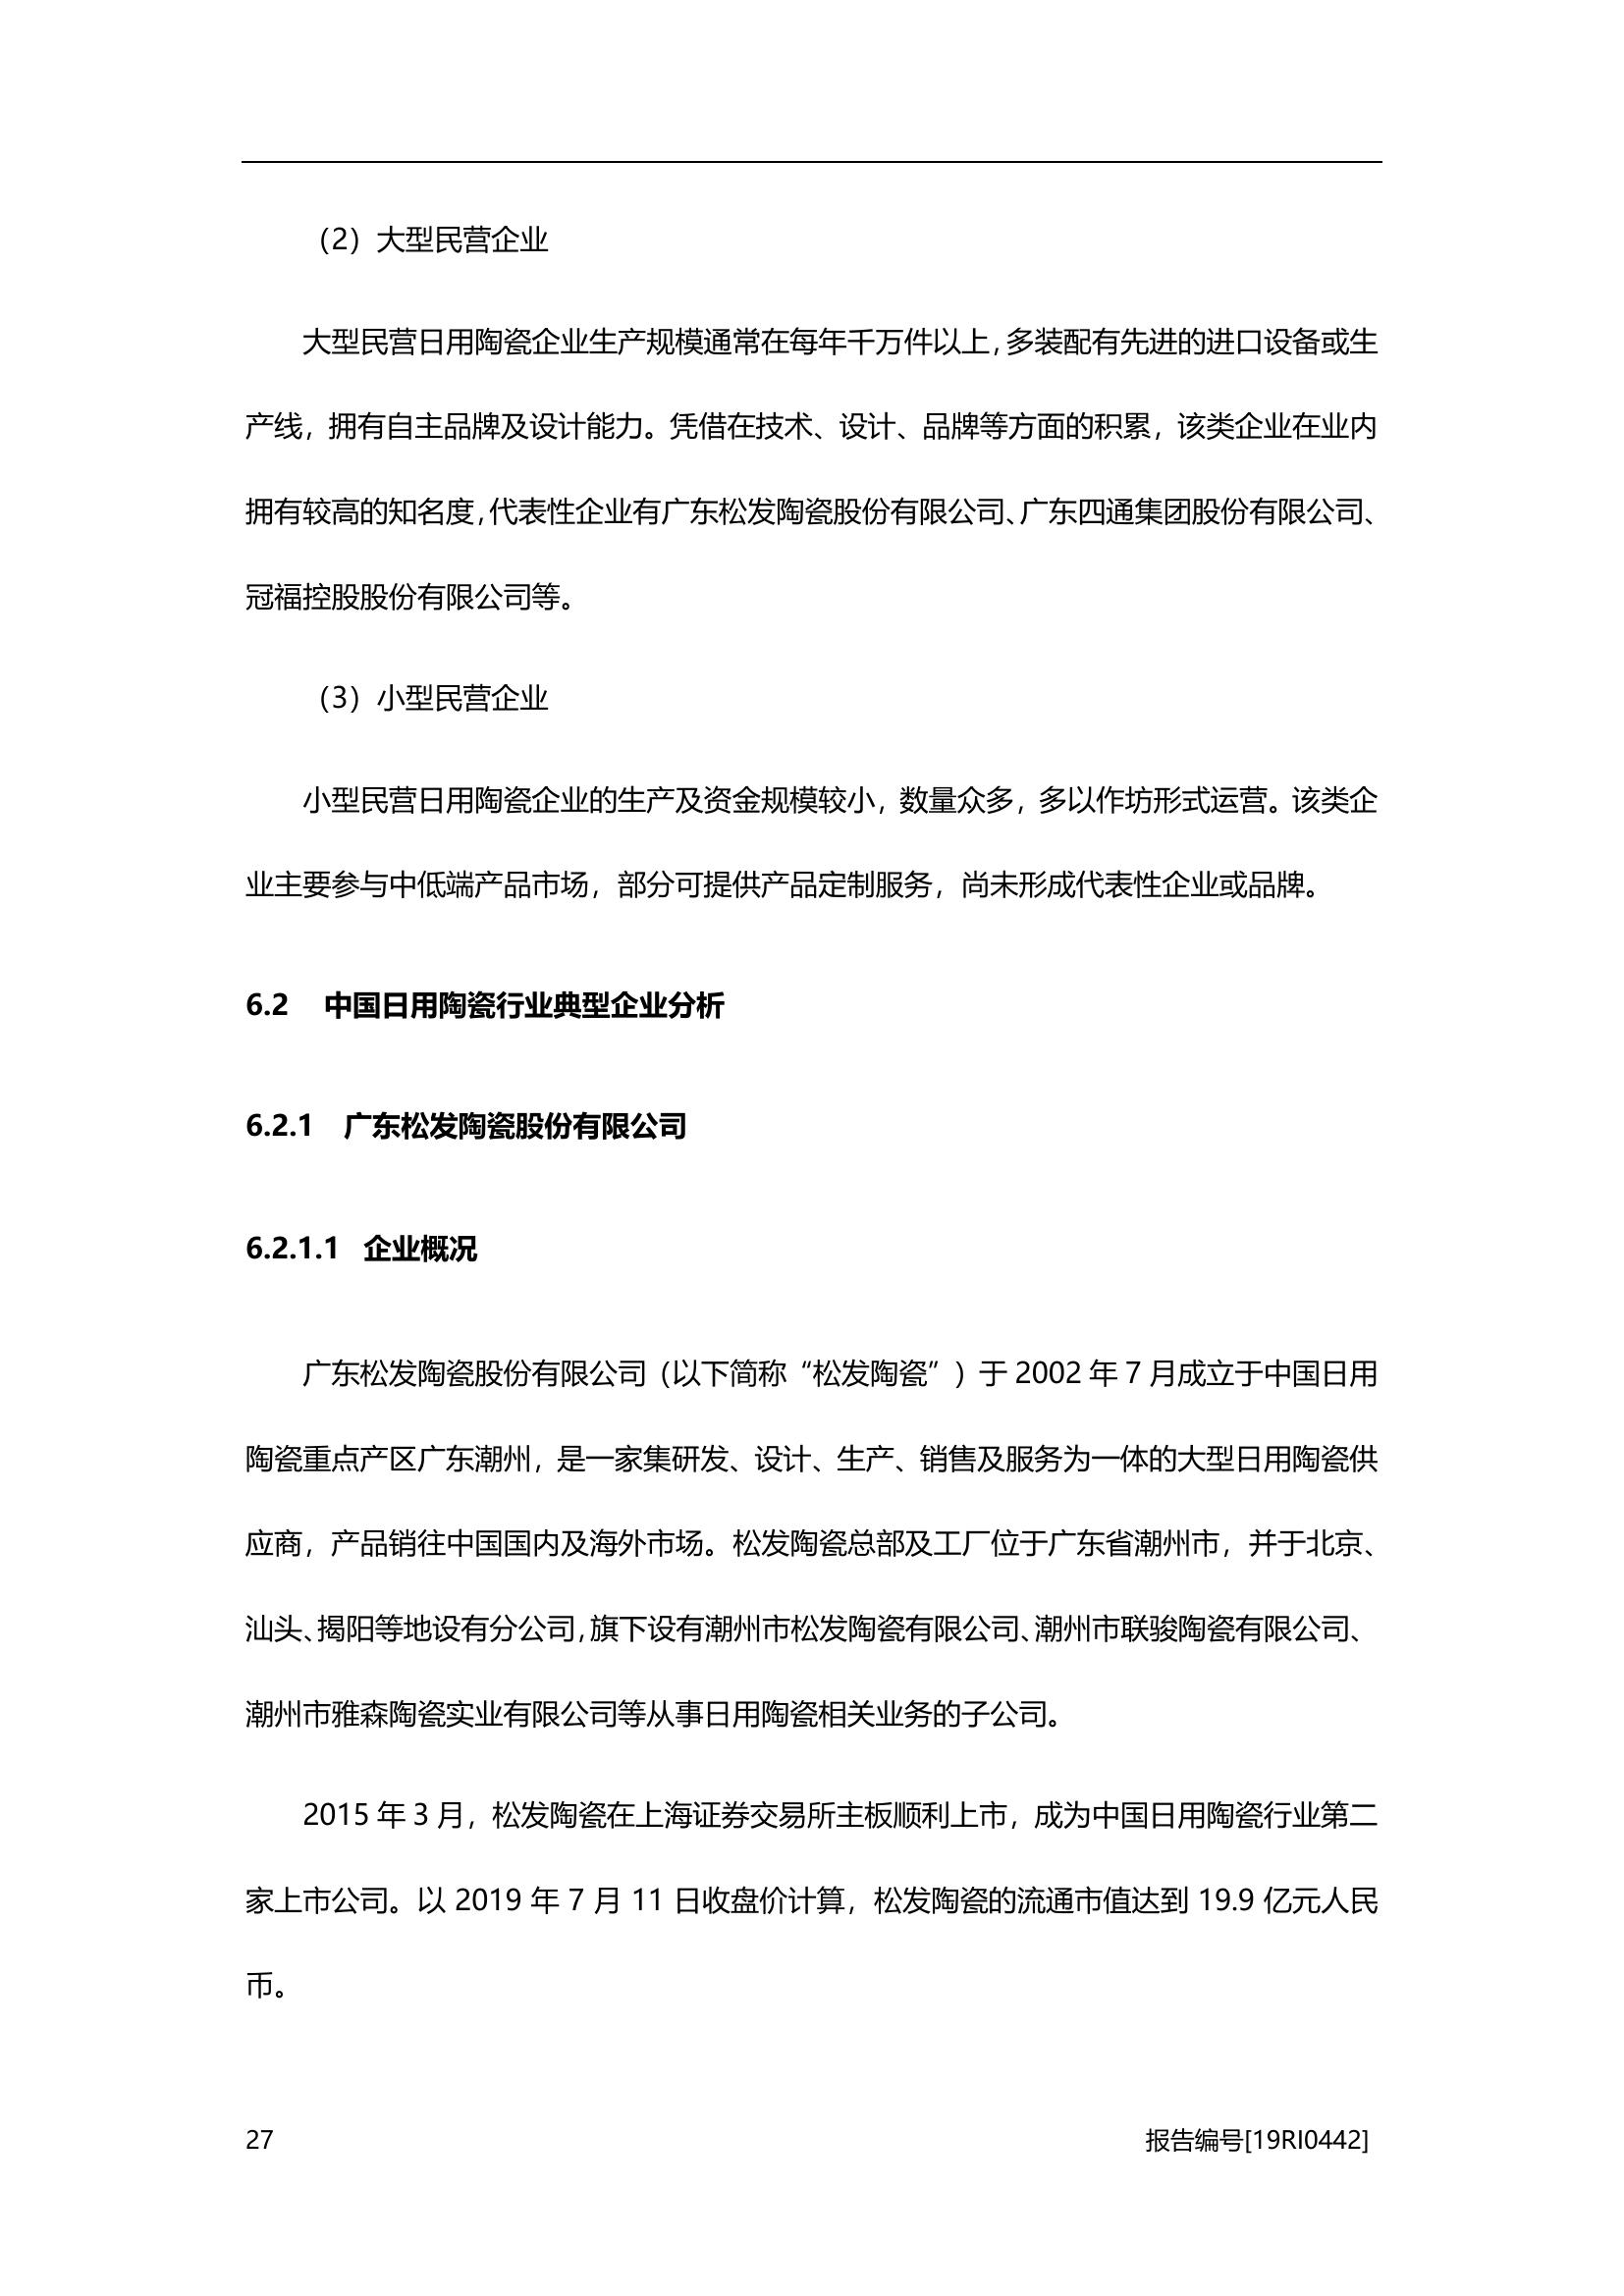 （2）大型民营企业
大型民营日用陶瓷企业生产规模通常在每年千万件以上，多装配有先进的进口设备或生
产线，拥有自主品牌及设计能力。凭借在技术、设计、品牌等方面的积累，该类企业在业内
拥有较高的知名度，代表性企业有广东松发陶瓷股份有限公司、广东四通集团股份有限公司、
冠福控股股份有限公司等。
（3）小型民营企业
小型民营日用陶瓷企业的生产及资金规模较小，数量众多，多以作坊形式运营。该类企
业主要参与中低端产品市场，部分可提供产品定制服务，尚未形成代表性企业或品牌。
6.2 中国日用陶瓷行业典型企业分析
6.2.1 广东松发陶瓷股份有限公司
6.2.1.1 企业概况
广东松发陶瓷股份有限公司（以下简称“松发陶瓷”）于 2002 年 7 月成立于中国日用
陶瓷重点产区广东潮州，是一家集研发、设计、生产、销售及服务为一体的大型日用陶瓷供
应商，产品销往中国国内及海外市场。松发陶瓷总部及工厂位于广东省潮州市，并于北京、
汕头、揭阳等地设有分公司，旗下设有潮州市松发陶瓷有限公司、潮州市联骏陶瓷有限公司、
潮州市雅森陶瓷实业有限公司等从事日用陶瓷相关业务的子公司。
2015 年 3 月，松发陶瓷在上海证券交易所主板顺利上市，成为中国日用陶瓷行业第二
家上市公司。以 2019 年 7 月 11 日收盘价计算，松发陶瓷的流通市值达到 19.9 亿元人民
币。
27 报告编号[19RI0442]